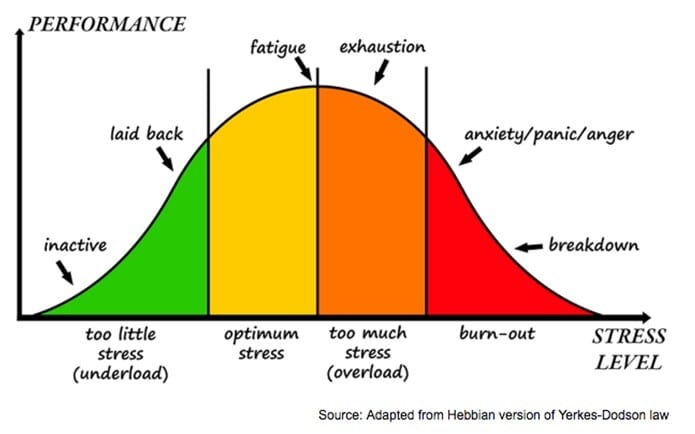 PERFORMANCE
fatigue
exhaustion
laid back
anxiety/panic/anger
inactive
breakdown
too little
stress
(underload)
optimum
stress
too much
stress
(overload)
burn-out
STRESS
LEVEL
Source: Adapted from Hebbian version of Yerkes-Dodson law